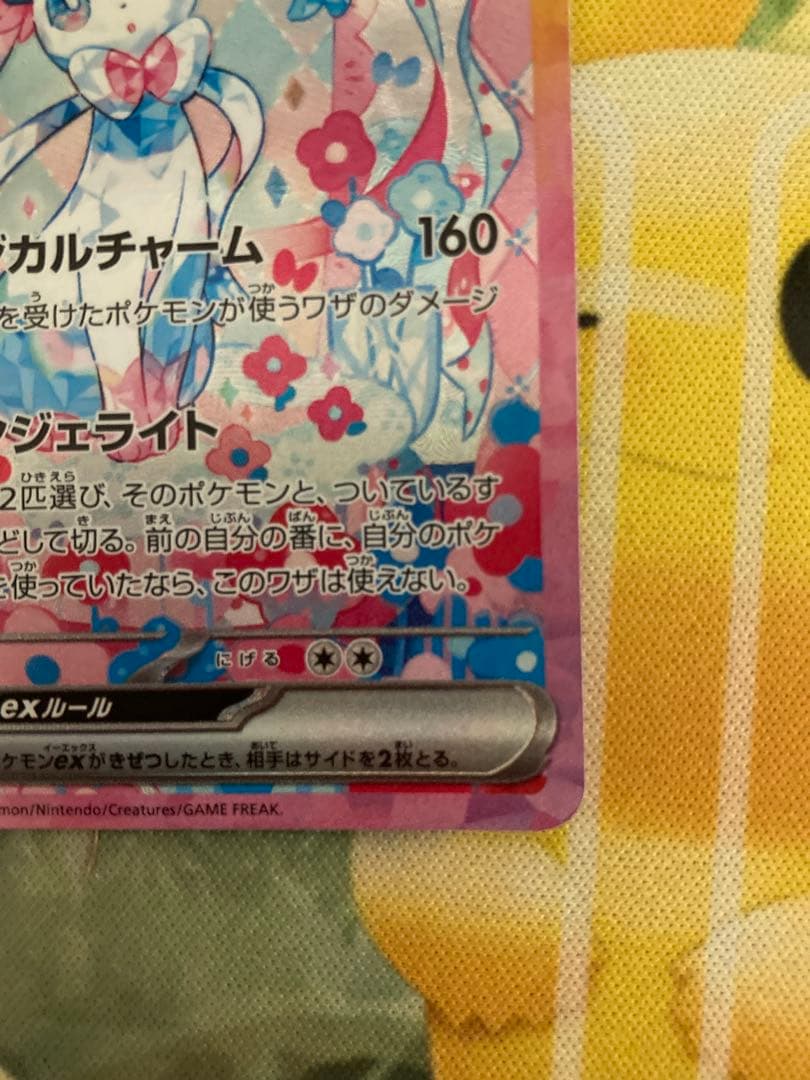 ジカルチャーム 160
を受けたポケモンが使うワザのダメージ
ンジェライト
2匹選び、そのポケモンと、ついているす
どして切る。前の自分の番に、自分のポケ
を使っていたなら、このワザは使えない。
にげる
exルール
ケモンexがきぜつしたとき、相手はサイドを2枚とる。
mon/Nintendo/Creatures/GAME FREAK.